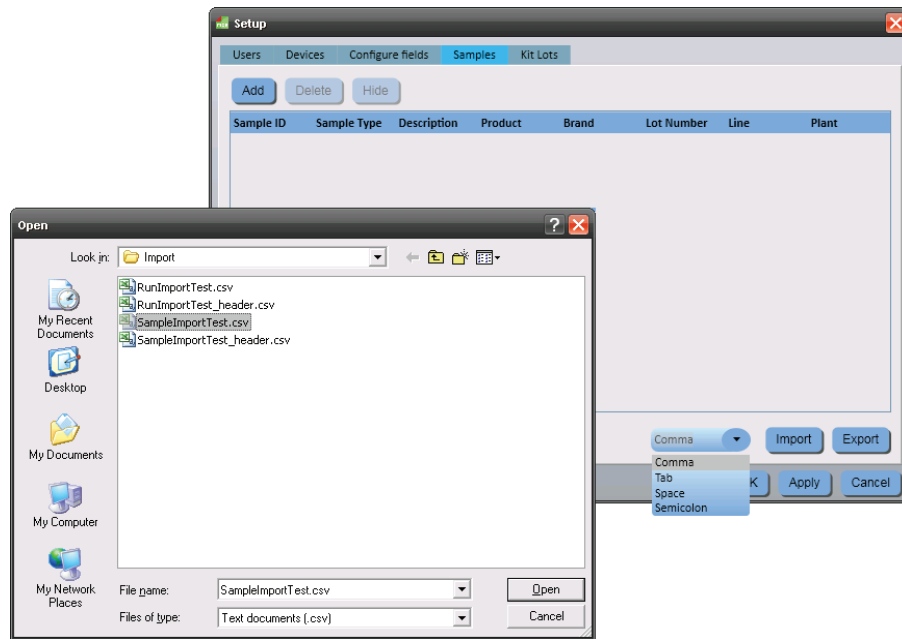 Setup
Users Devices Configure fields Samples Kit Lots
Add Delete Hide
Sample ID Sample Type Description Product Brand Lot Number Line Plant
Open
Look in: Import
RunImportTest.csv
RunImportTest_header.csv
SampleImportTest.csv
SampleImportTest_header.csv
My Recent
Documents
Desktop
My Documents
My Computer
My Network
Places
File name: SampleImportTest.csv Open
Files of type: Text documents (.csv) Cancel
Comma Import Export
Comma
Tab
Space
Semicolon
K Apply Cancel